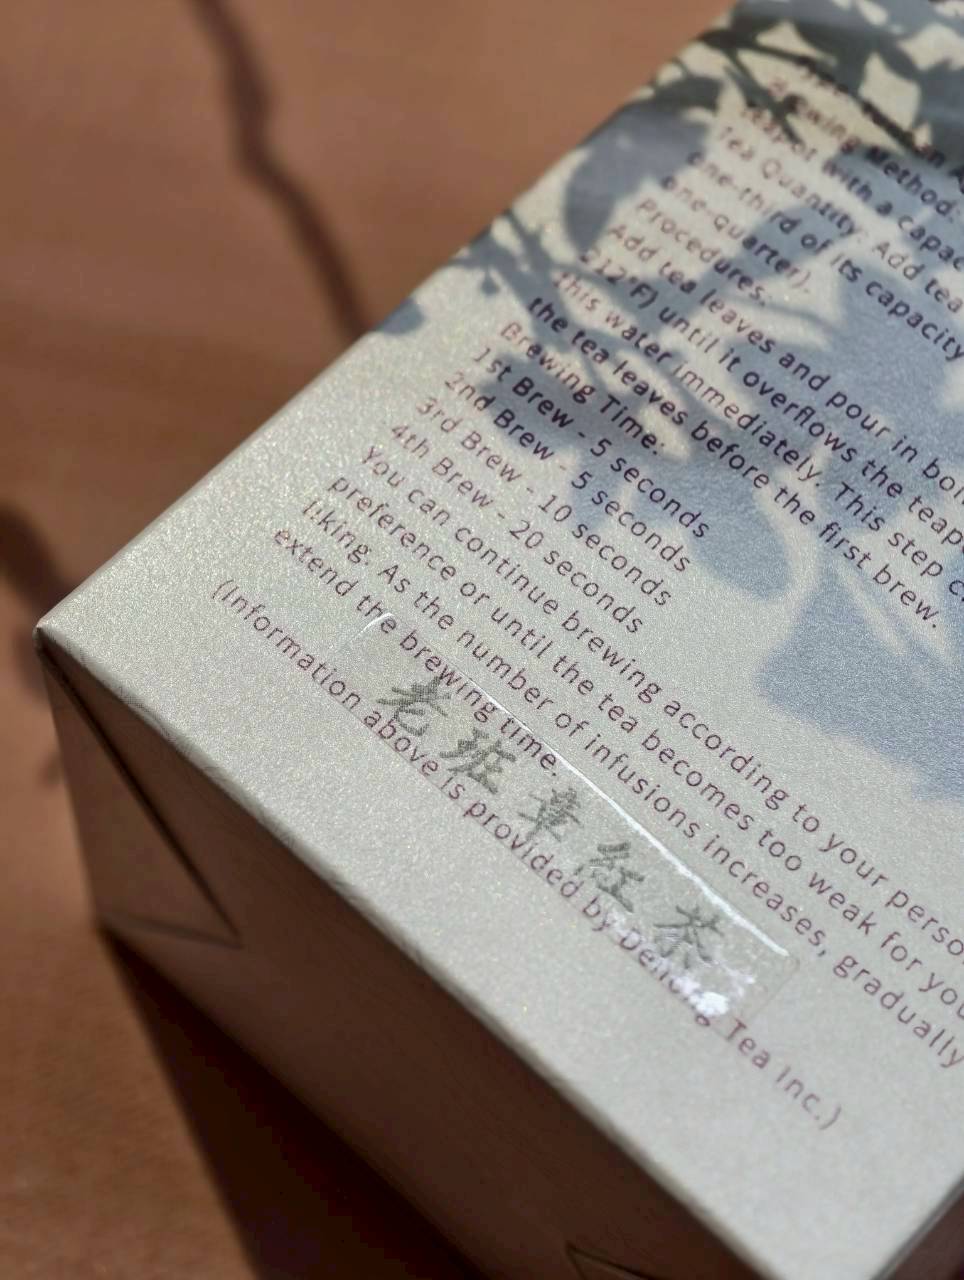 Brewing Method:
Teapot with a capac
Tea Quantity: Add tea
one-third of its capacity
one-quarter).
Procedures:
Add tea leaves and pour in boil
212°F) until it overflows the teap
this water immediately. This step c
the tea leaves before the first brew.
Brewing Time:
1st Brew - 5 seconds
2nd Brew - 5 seconds
3rd Brew - 10 seconds
4th Brew - 20 seconds
You can continue brewing according to your perso
preference or until the tea becomes too weak for you
liking. As the number of infusions increases, gradually
extend the brewing time.
(Information above is provided by Tea Inc.)
老班章紅茶